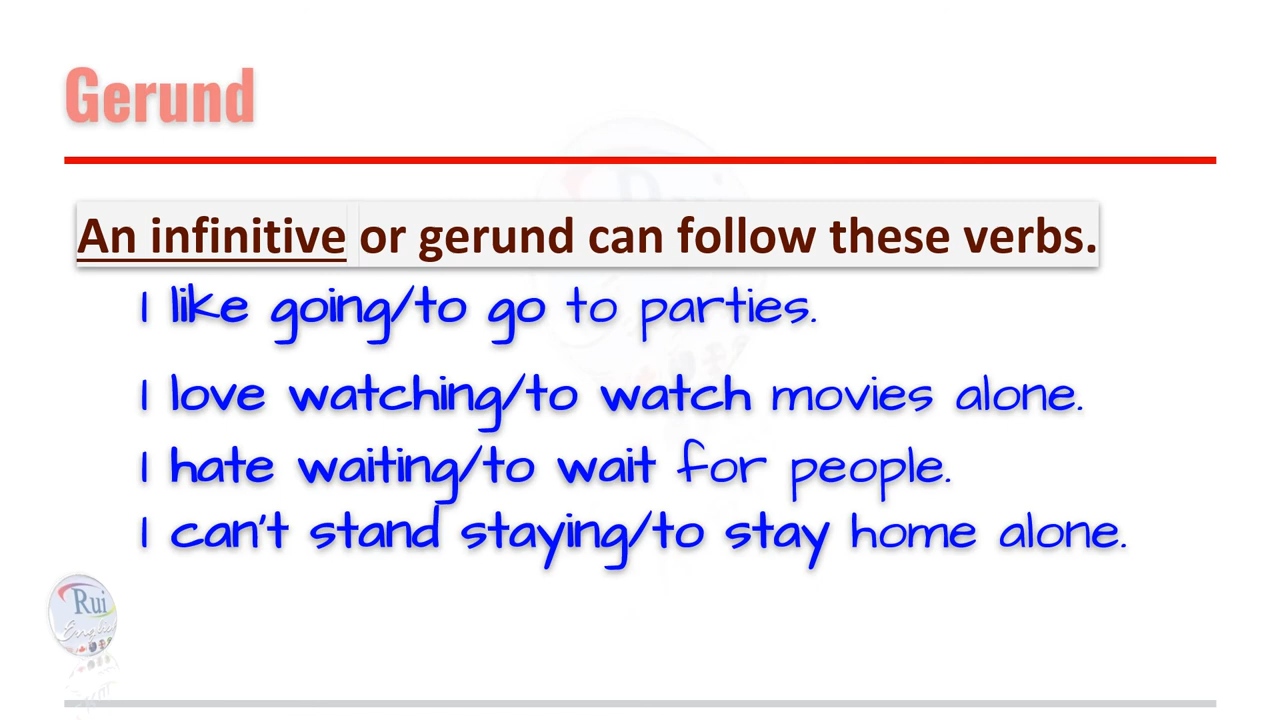 Gerund
An infinitive or gerund can follow these verbs.
I like going/to go to parties.
I love watching/to watch movies alone.
I hate waiting/to wait for people.
I can't stand staying/to stay home alone.
Rui
English